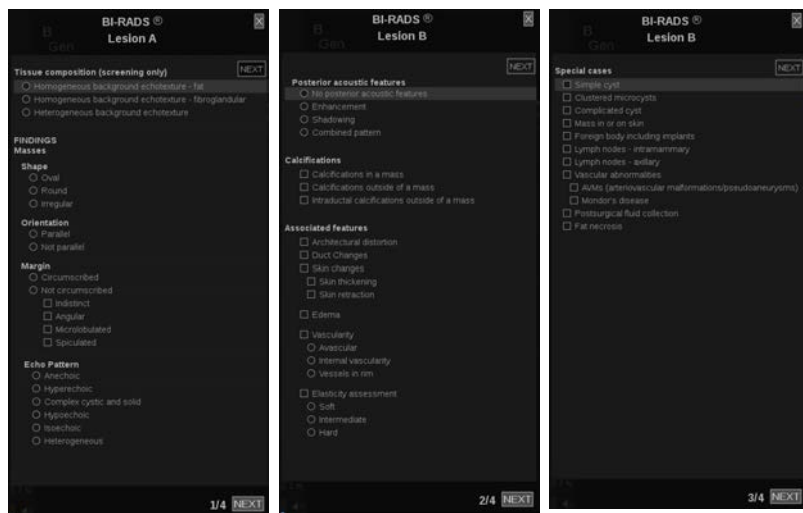 BI-RADS ®
X
B
Gen
Lesion A
NEXT
Tissue composition (screening only)
Homogeneous background echotexture - fat
Homogeneous background echotexture - fibroglandular
Heterogeneous background echotexture
FINDINGS
Masses
Shape
Oval
Round
Irregular
Orientation
Parallel
Not parallel
Margin
Circumscribed
Not circumscribed
Indistinct
Angular
Microlobulated
Spiculated
Echo Pattern
Anechoic
Hyperechoic
Complex cystic and solid
Hypoechoic
Isoechoic
Heterogeneous
1/4 NEXT
BI-RADS ®
X
B
Gen
Lesion B
NEXT
Posterior acoustic features
No posterior acoustic features
Enhancement
Shadowing
Combined pattern
Calcifications
Calcifications in a mass
Calcifications outside of a mass
Intraductal calcifications outside of a mass
Associated features
Architectural distortion
Duct Changes
Skin changes
Skin thickening
Skin retraction
Edema
Vascularity
Avascular
Internal vascularity
Vessels in rim
Elasticity assessment
Soft
Intermediate
Hard
2/4 NEXT
BI-RADS ®
X
B
Gen
Lesion B
NEXT
Special cases
Simple cyst
Clustered microcysts
Complicated cyst
Mass in or on skin
Foreign body including implants
Lymph nodes - intramammary
Lymph nodes - axillary
Vascular abnormalities
AVMs (arteriovascular malformations/pseudoaneurysms)
Mondor's disease
Postsurgical fluid collection
Fat necrosis
3/4 NEXT